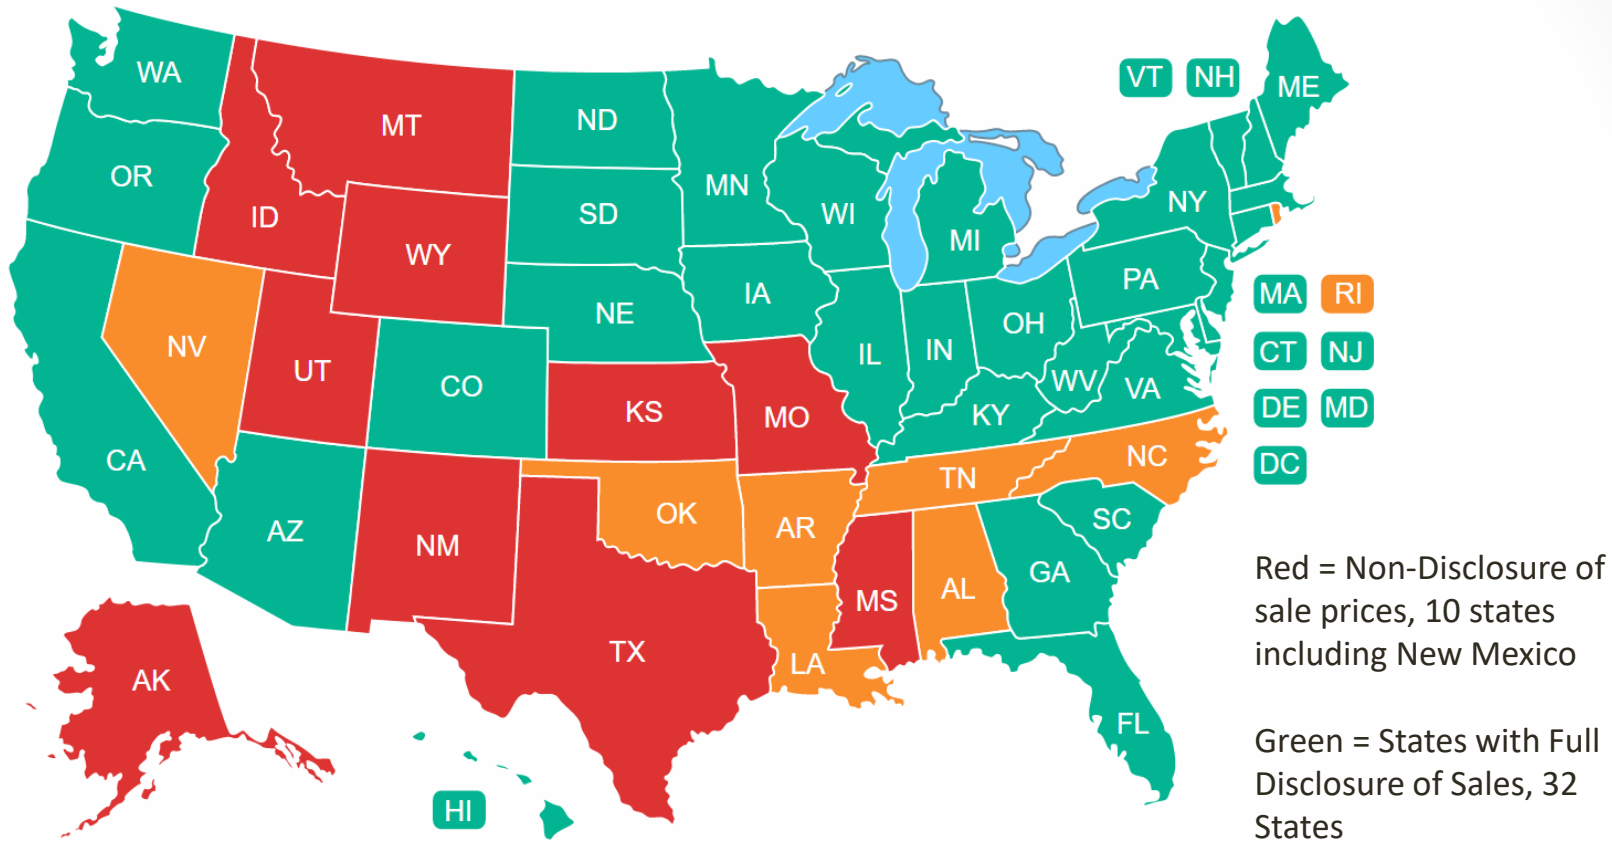 WA
MT
ND
VT NH
ME
OR
ID
SD
MN
WI
NY
WY
MI
NV
NE
IA
PA
MA RI
UT
CO
IL
IN
OH
CT NJ
KS
MO
KY
WV
VA
DE MD
CA
TN
NC
DC
AZ
NM
OK
AR
SC
MS
AL
GA
AK
TX
LA
FL
HI
Red = Non-Disclosure of
sale prices, 10 states
including New Mexico
Green = States with Full
Disclosure of Sales, 32
States